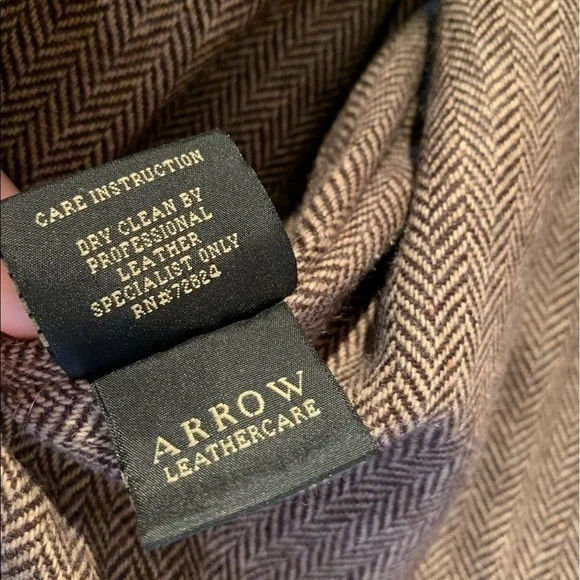 CARE INSTRUCTION
DRY CLEAN BY
PROFESSIONAL
LEATHER
SPECIALIST ONLY
RN#72824
ARROW
LEATHERCARE